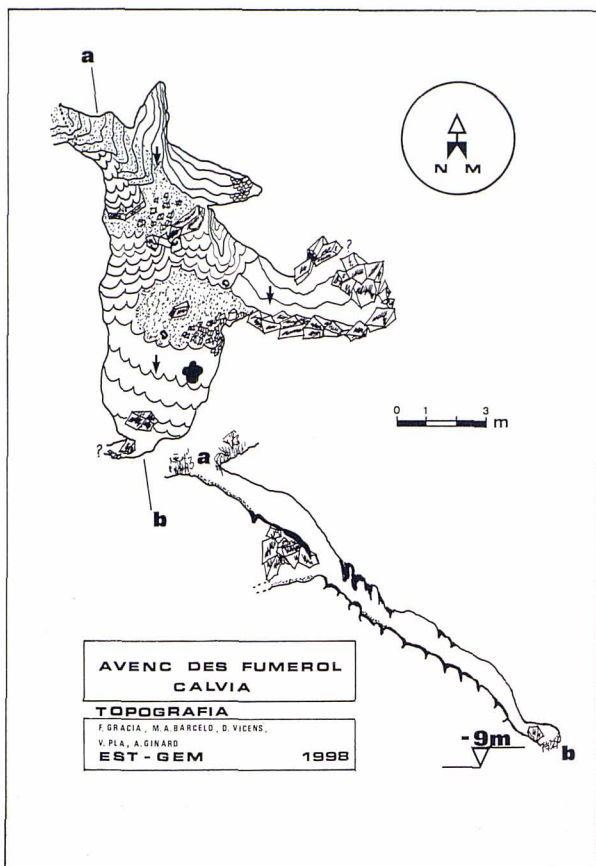 a
N M
?
0 1 3
m
?
a
b
AVENC DES FUMEROL
CALVIA
TOPOGRAFIA
F. GRACIA, M.A. BARCELO, D. VICENS,
V. PLA, A. GINARD
EST-GEM 1998
-9m
b